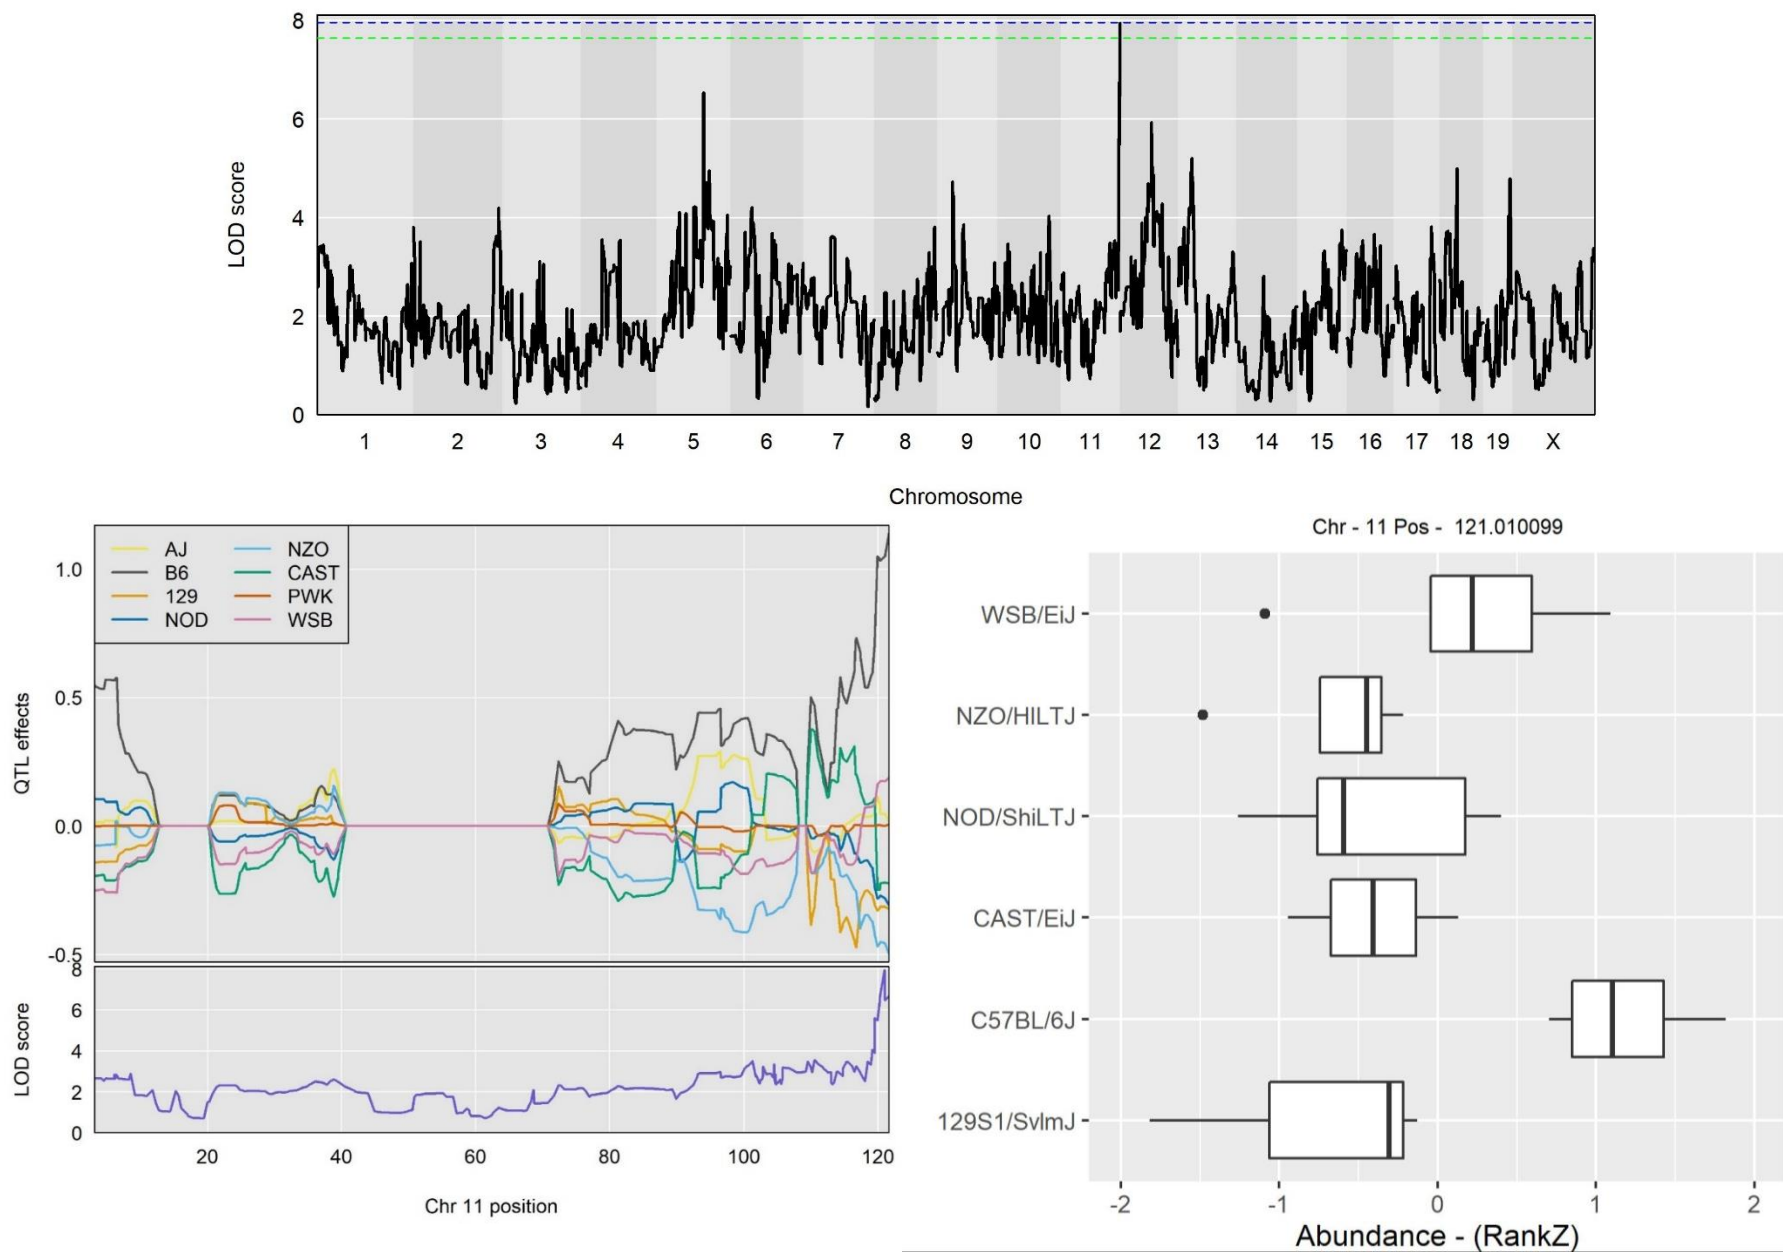 8
6
4
2
0
LOD score
1 2 3 4 5 6 7 8 9 10 11 12 13 14 15 16 17 18 19 X
Chromosome
AJ NZO
B6 CAST
129 PWK
NOD WSB
1.0
0.5
0.0
-0.5
QTL effects
8
6
4
2
0
LOD score
20 40 60 80 100 120
Chr 11 position
Chr - 11 Pos - 121.010099
WSB/EiJ
NZO/HILTJ
NOD/ShiLTJ
CAST/EiJ
C57BL/6J
129S1/SvImJ
-2 -1 0 1 2
Abundance - (RankZ)